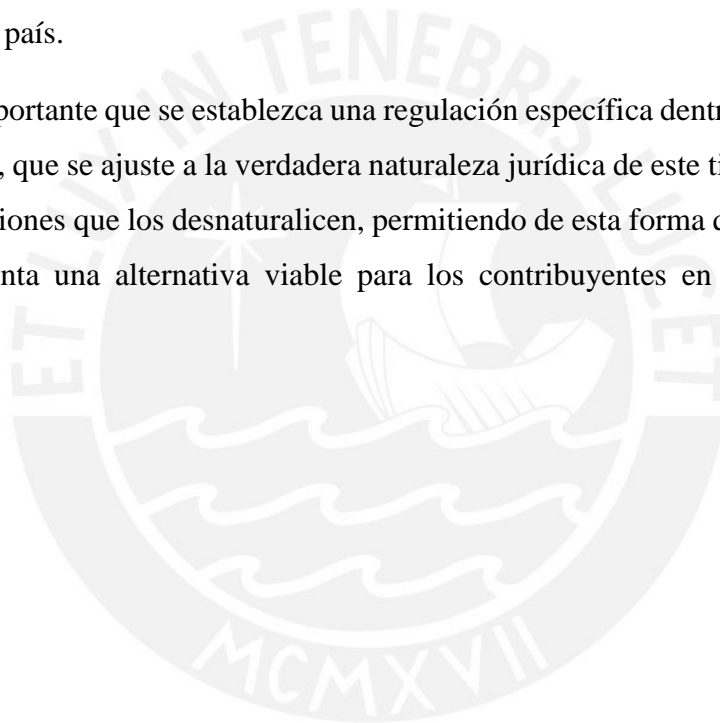 país.
portante que se establezca una regulación específica dentr
, que se ajuste a la verdadera naturaleza jurídica de este ti
iones que los desnaturalicen, permitiendo de esta forma
nta una alternativa viable para los contribuyentes en
ET LUX IN TENEBRIS LUCET
MCMXVII